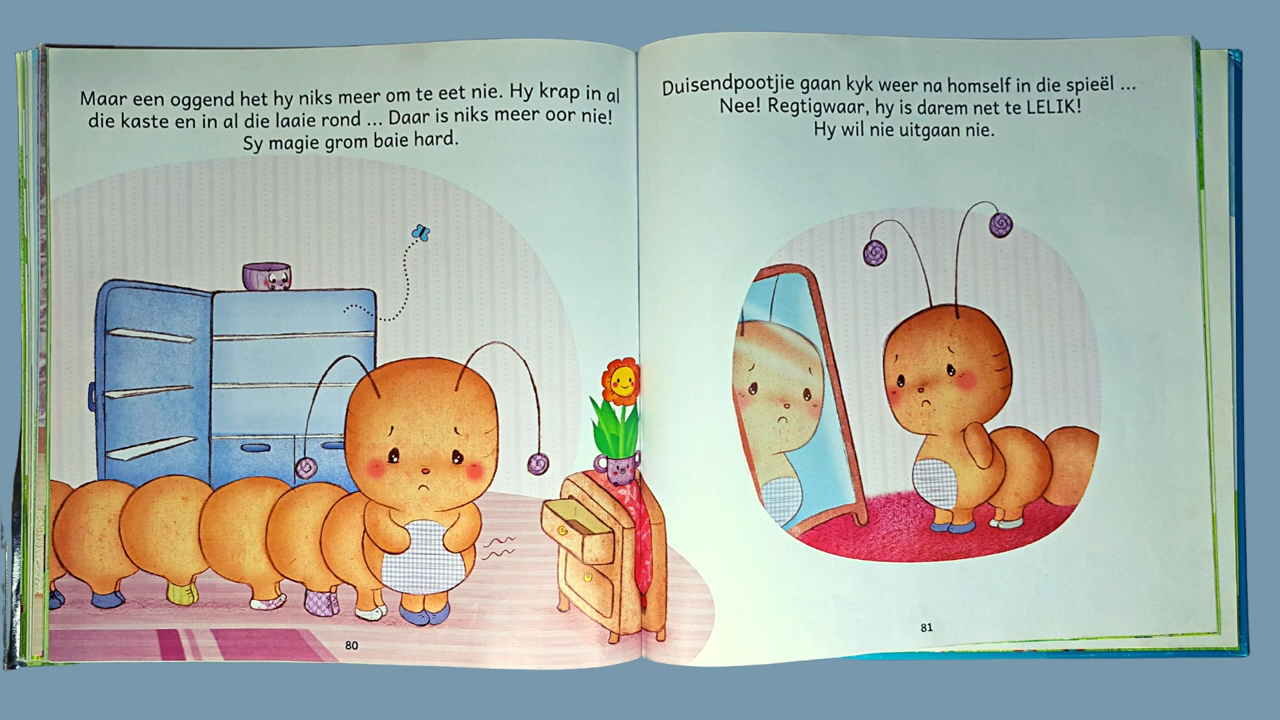 Maar een oggend het hy niks meer om te eet nie. Hy krap in al
die kaste en in al die laaie rond ... Daar is niks meer oor nie!
Sy magie grom baie hard.
80
Duisendpootjie gaan kyk weer na homself in die spieël ...
Nee! Regtigwaar, hy is darem net te LELIK!
Hy wil nie uitgaan nie.
81